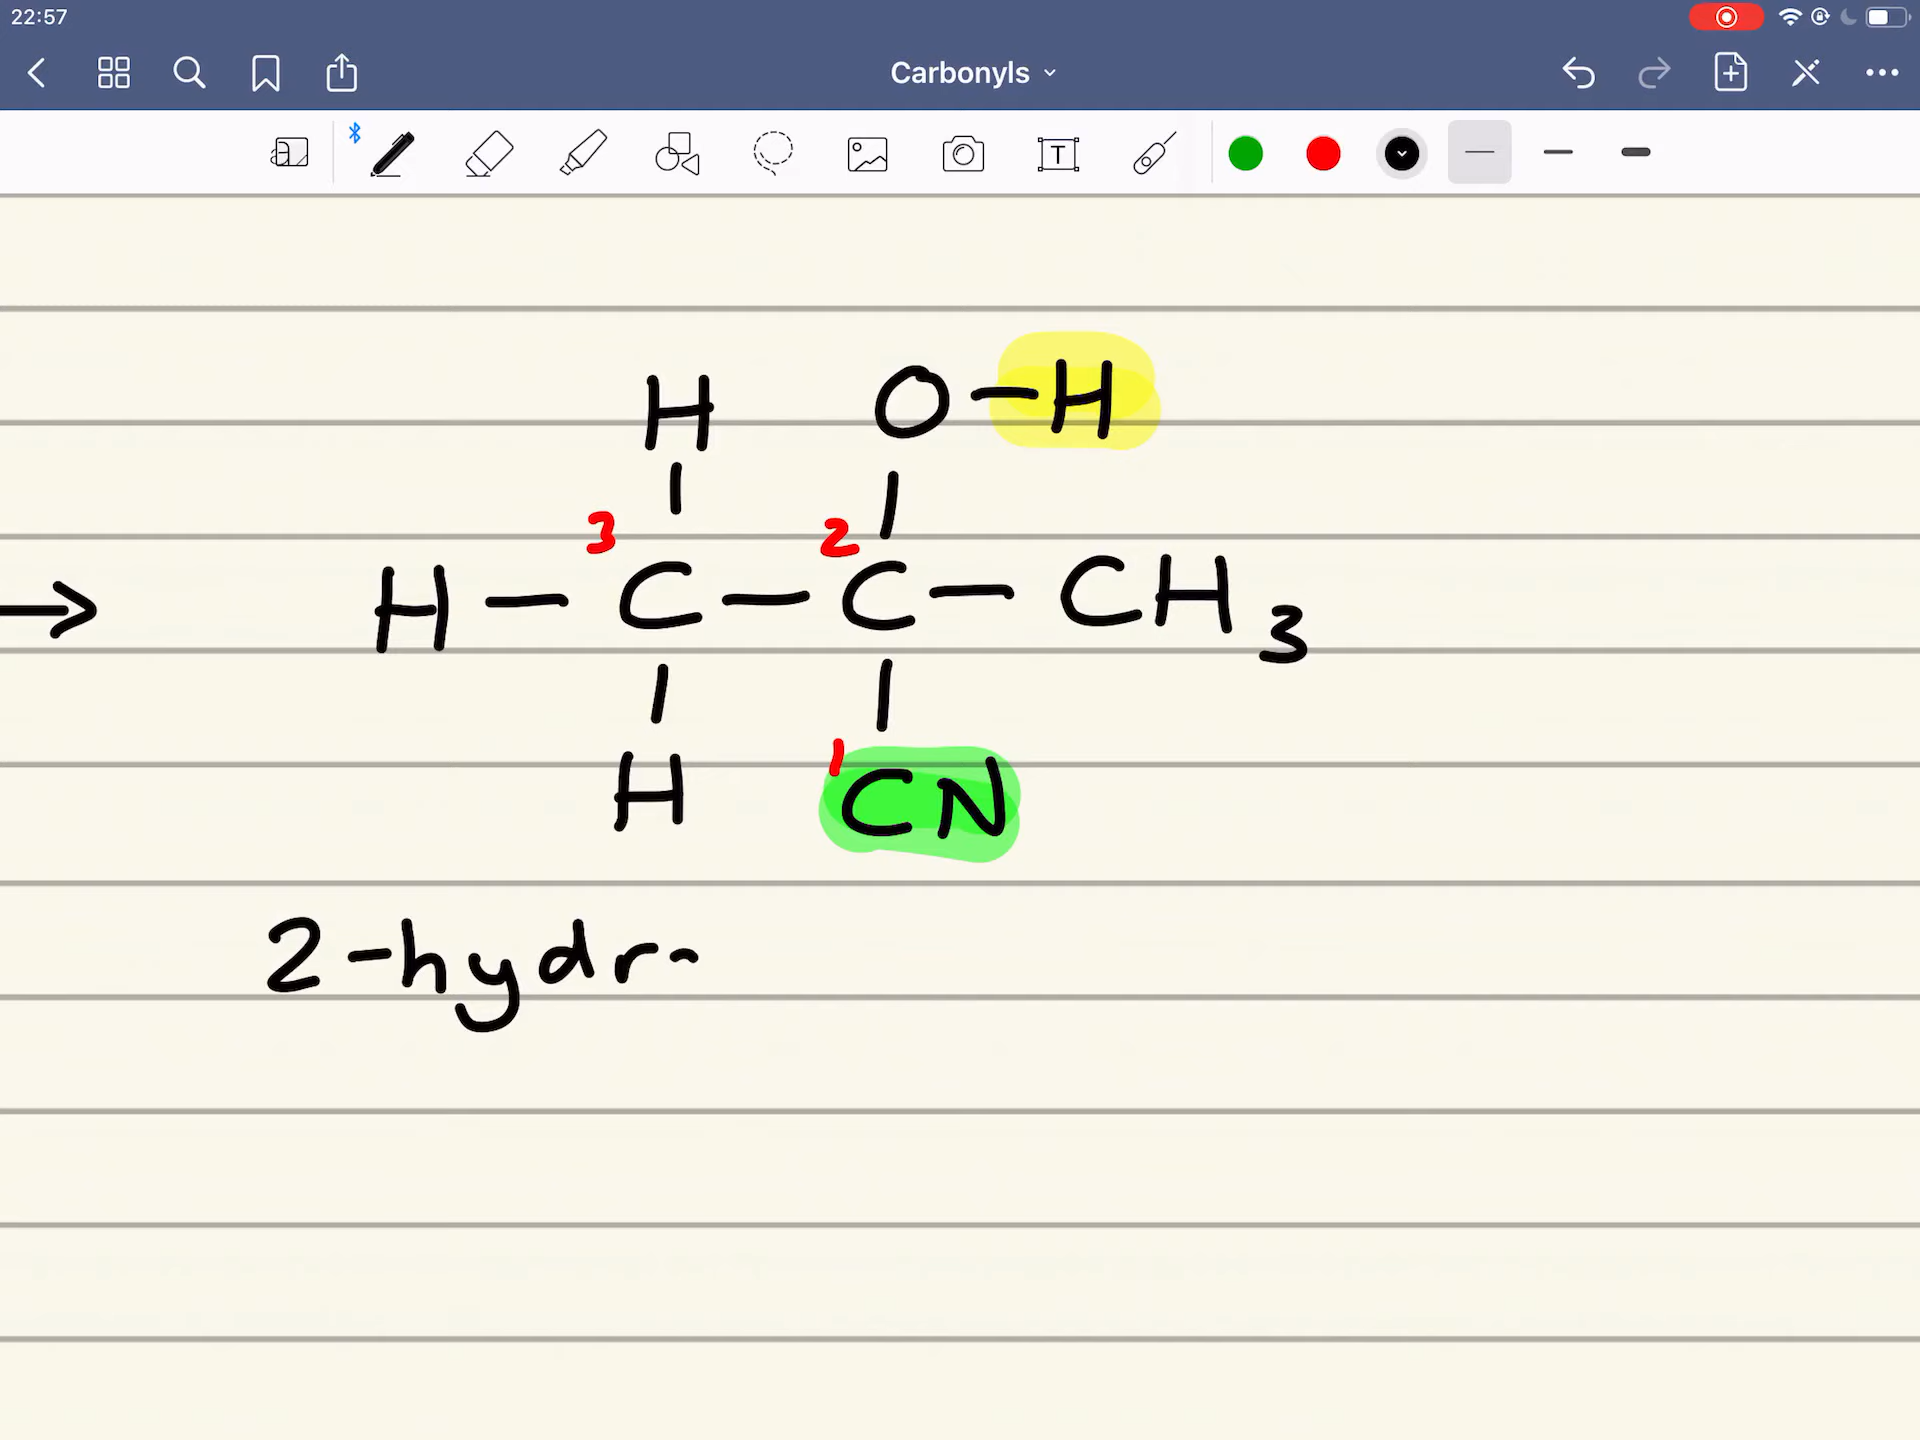 22:57
Carbonyls
T
H O-H
3 2
H-C-C-CH3
1
H CN
2-hydr